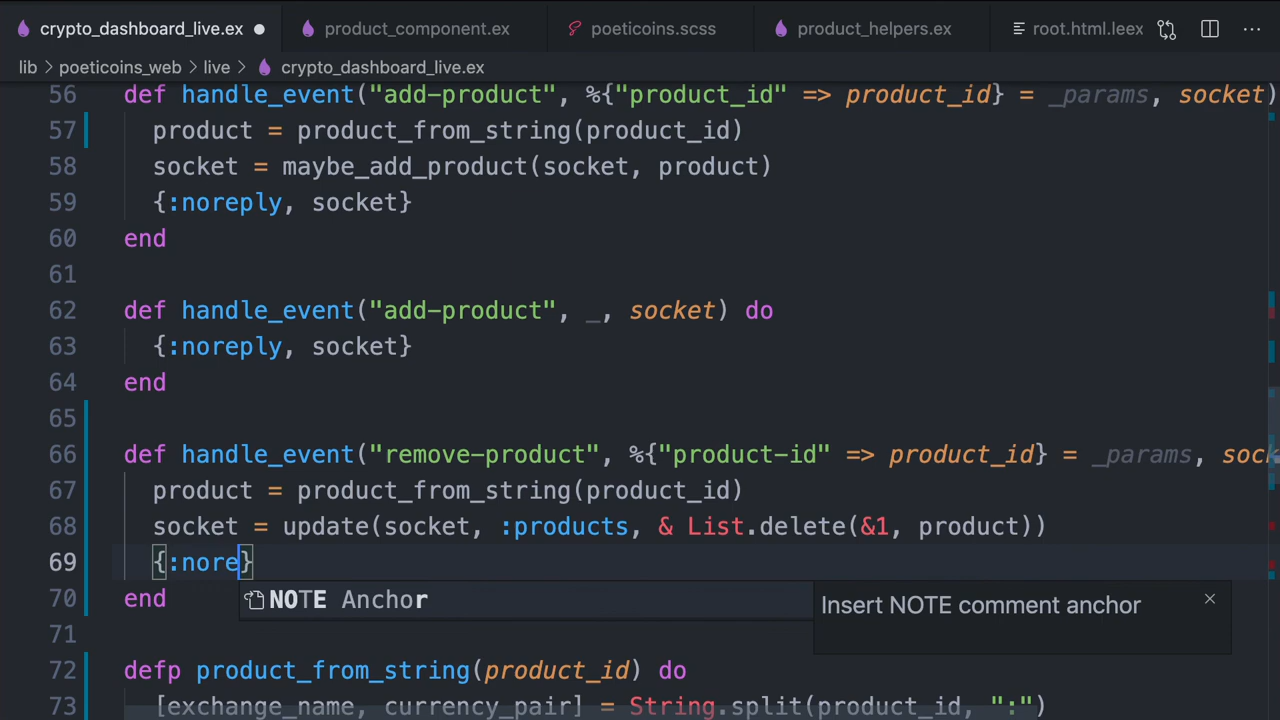 crypto_dashboard_live.ex ● product_component.ex poeticoins.scss product_helpers.ex root.html.leex ...
lib > poeticoins_web > live > crypto_dashboard_live.ex
56 def handle_event("add-product", %{"product_id" => product_id} = _params, socket)
57 product = product_from_string(product_id)
58 socket = maybe_add_product(socket, product)
59 {:noreply, socket}
60 end
61
62 def handle_event("add-product", _, socket) do
63 {:noreply, socket}
64 end
65
66 def handle_event("remove-product", %{"product-id" => product_id} = _params, sock
67 product = product_from_string(product_id)
68 socket = update(socket, :products, & List.delete(&1, product))
69 {:nore}
NOTE Anchor Insert NOTE comment anchor ×
70 end
71
72 defp product_from_string(product_id) do
73 [exchange_name, currency_pair] = String.split(product_id, ":")